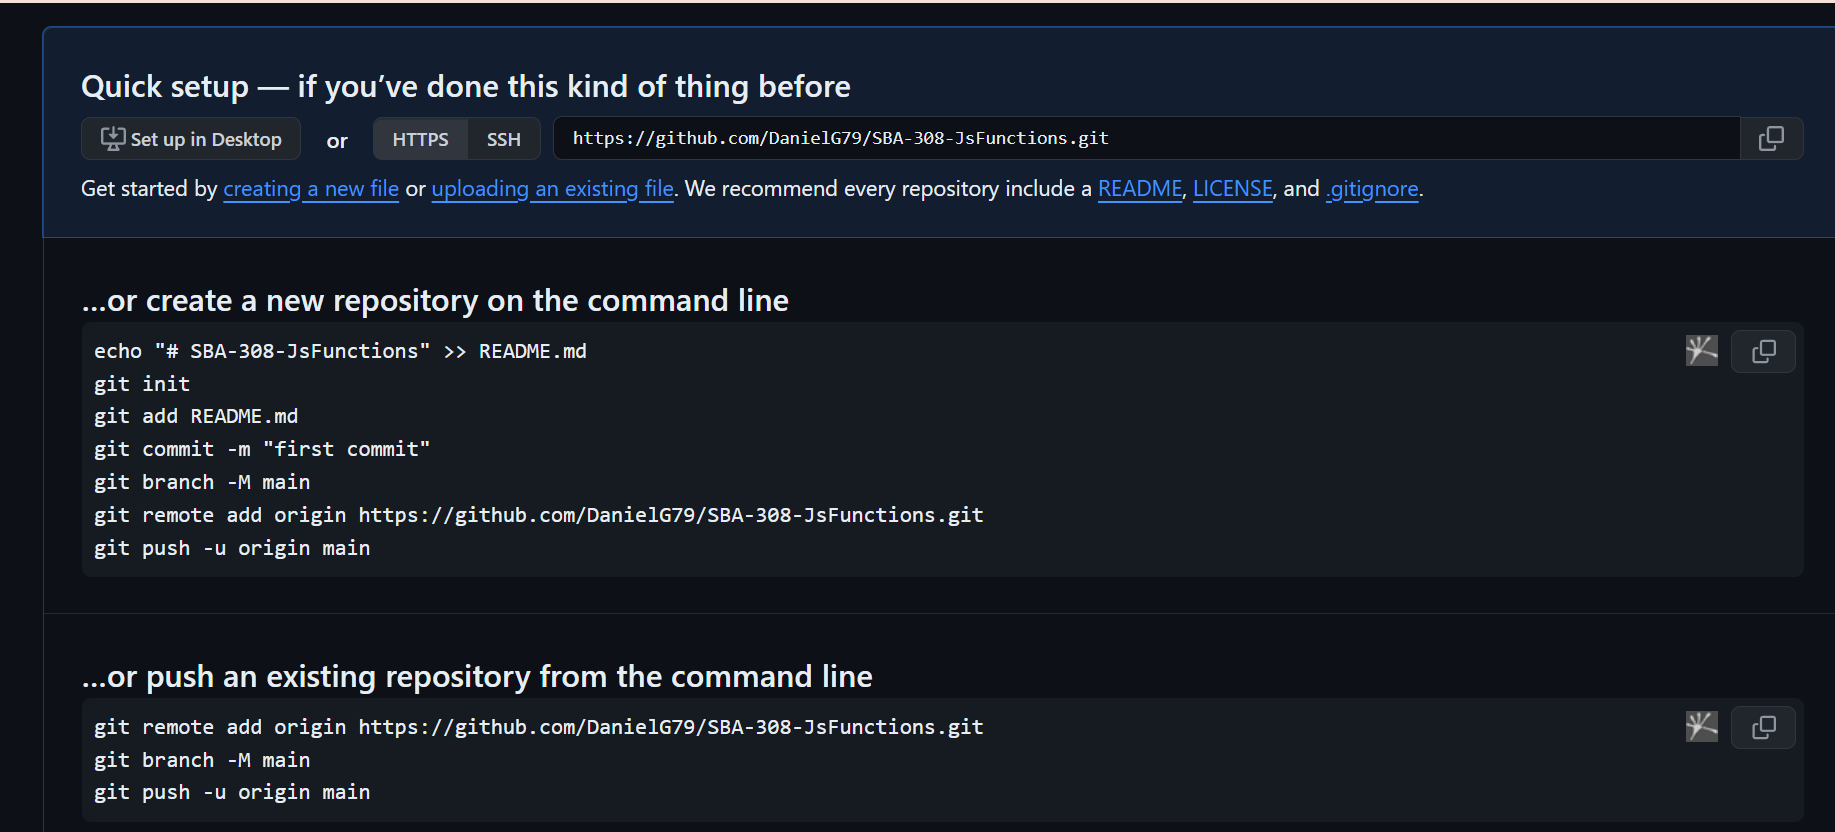 Quick setup — if you’ve done this kind of thing before
Set up in Desktop or HTTPS SSH https://github.com/DanielG79/SBA-308-JsFunctions.git
Get started by creating a new file or uploading an existing file. We recommend every repository include a README, LICENSE, and .gitignore.
…or create a new repository on the command line
echo "# SBA-308-JsFunctions" >> README.md
git init
git add README.md
git commit -m "first commit"
git branch -M main
git remote add origin https://github.com/DanielG79/SBA-308-JsFunctions.git
git push -u origin main
…or push an existing repository from the command line
git remote add origin https://github.com/DanielG79/SBA-308-JsFunctions.git
git branch -M main
git push -u origin main